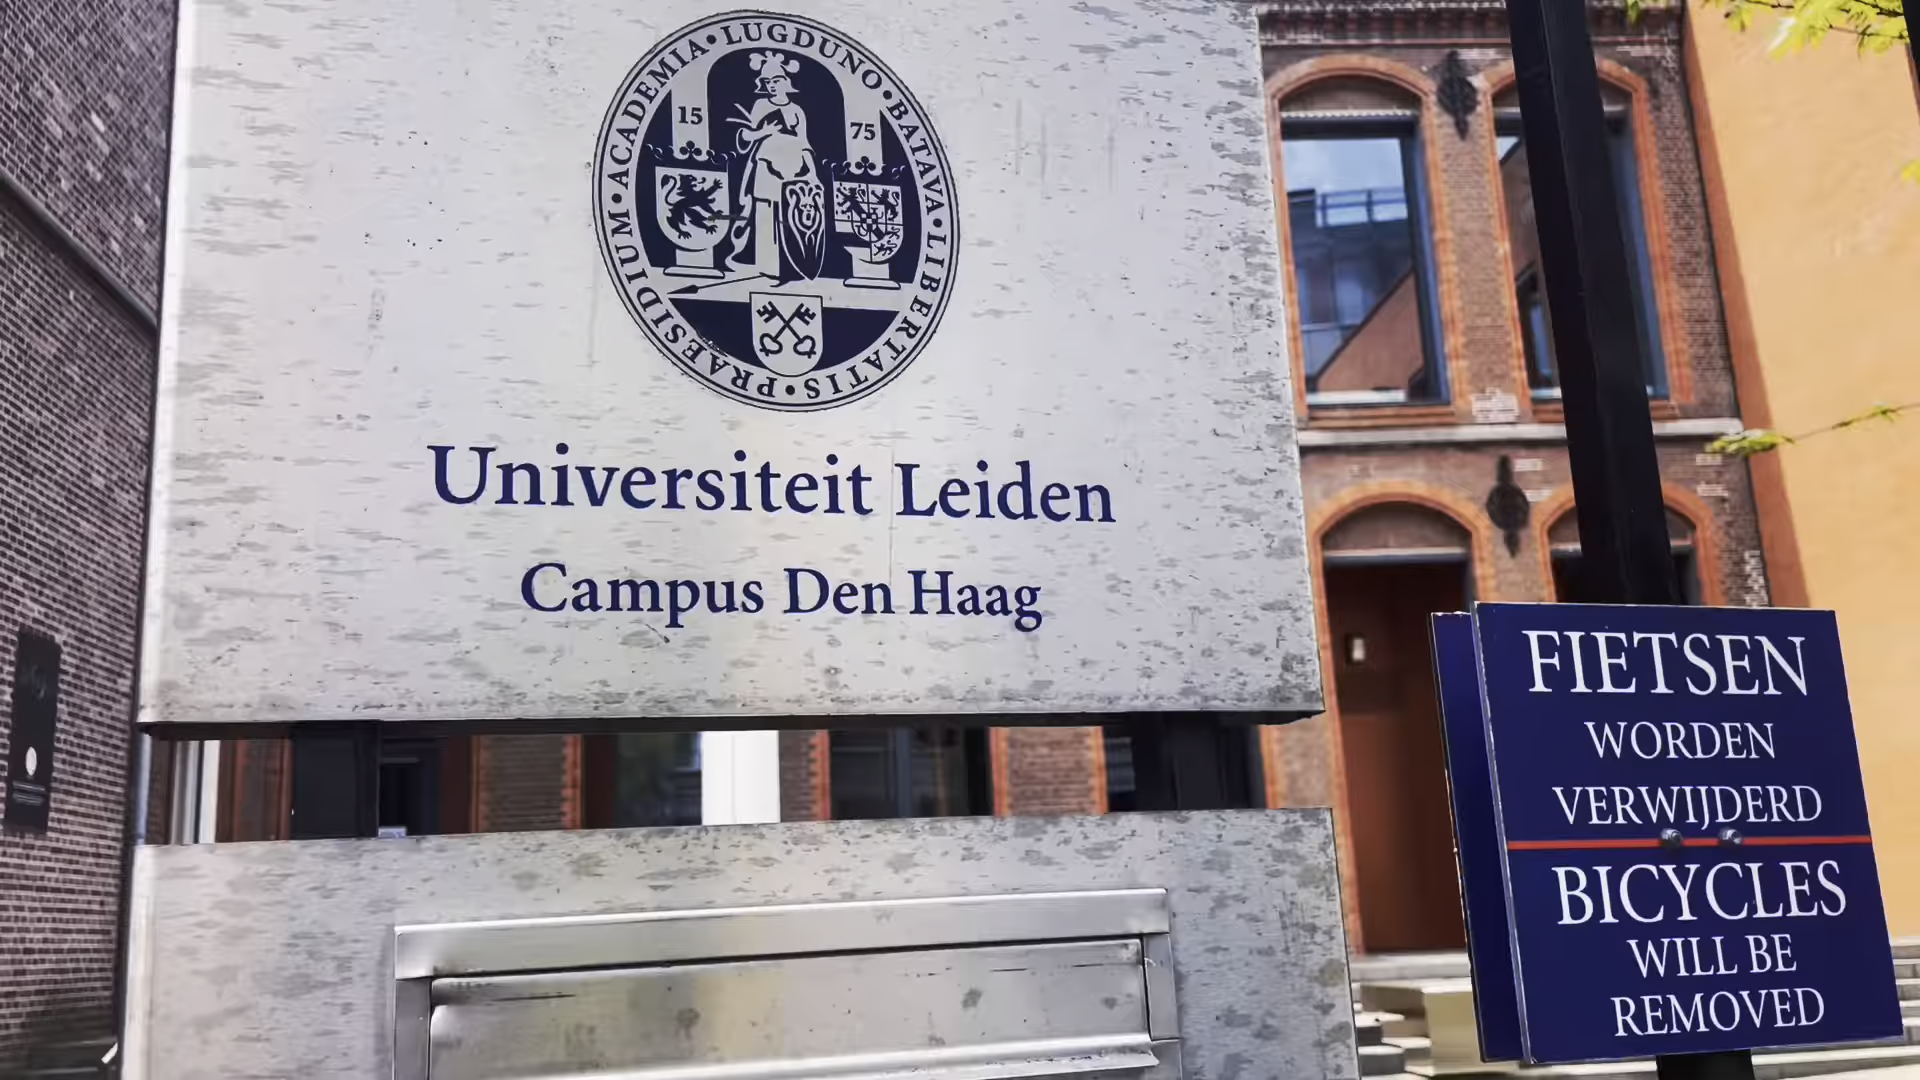 ACADEMIA • LUGDUNO • BATAVA • LIBERTATIS • PRAESIDIUM •
15 75
Universiteit Leiden
Campus Den Haag
FIETSEN
WORDEN
VERWIJDERD
BICYCLES
WILL BE
REMOVED